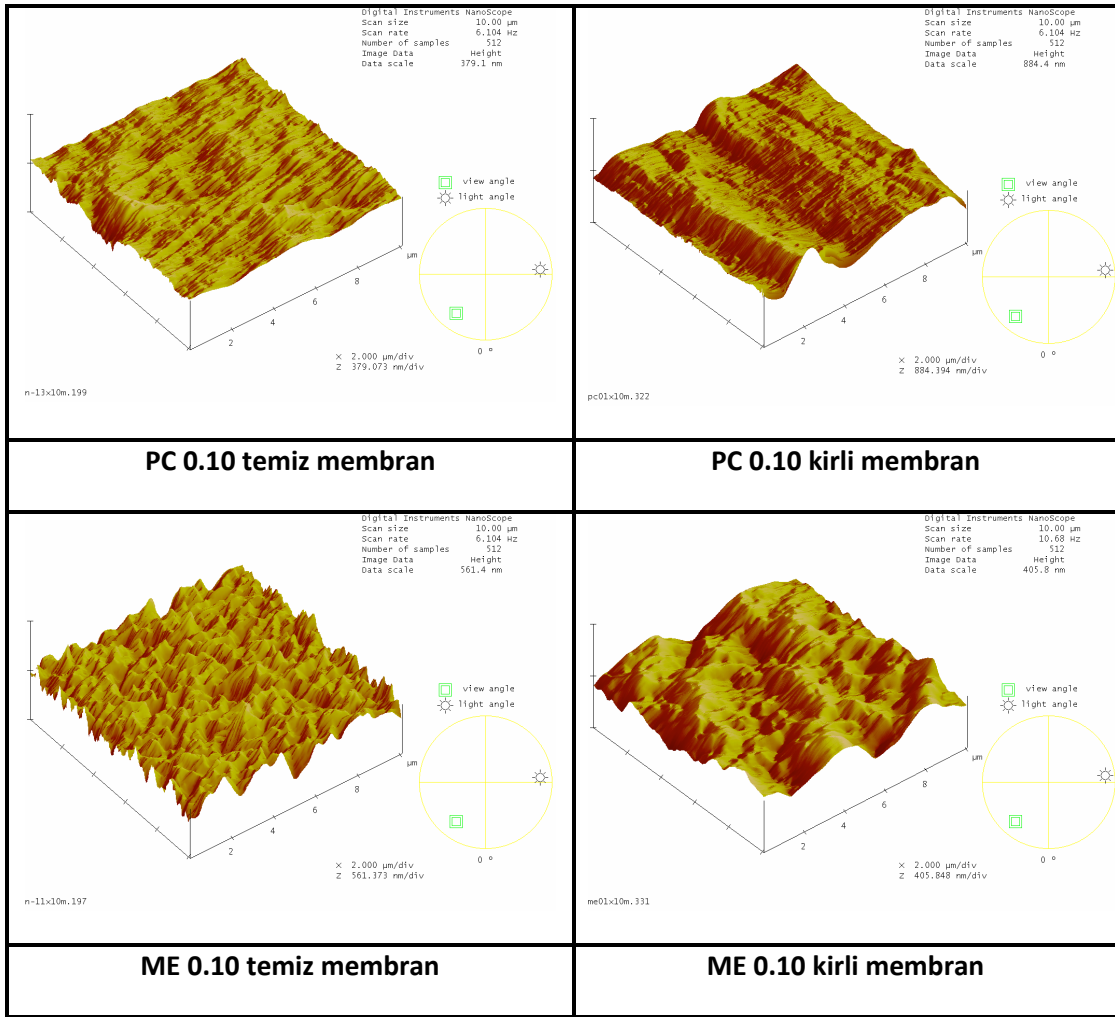 Digital Instruments NanoScope
Scan size 10.00 µm
Scan rate 6.104 Hz
Number of samples 512
Image Data Height
Data scale 379.1 nm
view angle
light angle
µm
8
6
4
2
0 º
X 2.000 µm/div
Z 379.073 nm/div
n-13x10m.199
Digital Instruments NanoScope
Scan size 10.00 µm
Scan rate 6.104 Hz
Number of samples 512
Image Data Height
Data scale 884.4 nm
view angle
light angle
µm
8
6
4
2
0 º
X 2.000 µm/div
Z 884.394 nm/div
pc01x10m.322
PC 0.10 temiz membran
PC 0.10 kirli membran
Digital Instruments NanoScope
Scan size 10.00 µm
Scan rate 6.104 Hz
Number of samples 512
Image Data Height
Data scale 561.4 nm
view angle
light angle
µm
8
6
4
2
0 º
X 2.000 µm/div
Z 561.373 nm/div
n-11x10m.197
Digital Instruments NanoScope
Scan size 10.00 µm
Scan rate 10.68 Hz
Number of samples 512
Image Data Height
Data scale 405.8 nm
view angle
light angle
µm
8
6
4
2
0 º
X 2.000 µm/div
Z 405.848 nm/div
me01x10m.331
ME 0.10 temiz membran
ME 0.10 kirli membran